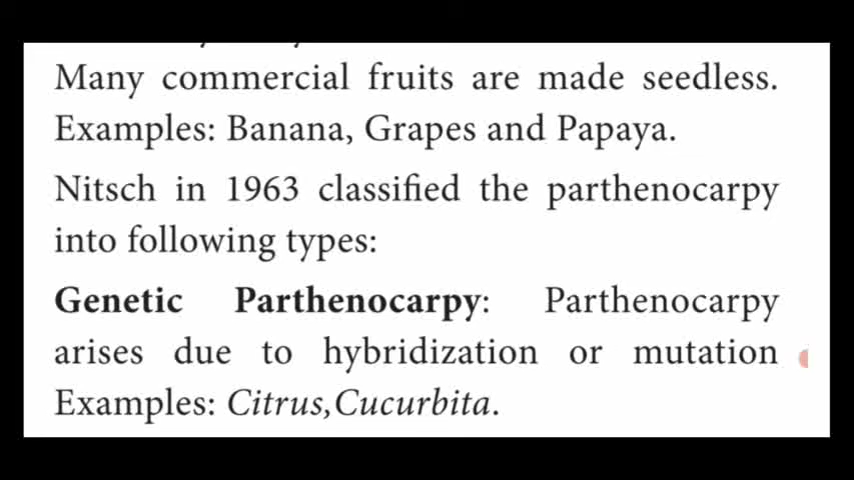 Many commercial fruits are made seedless.
Examples: Banana, Grapes and Papaya.
Nitsch in 1963 classified the parthenocarpy
into following types:
Genetic Parthenocarpy: Parthenocarpy
arises due to hybridization or mutation
Examples: Citrus,Cucurbita.